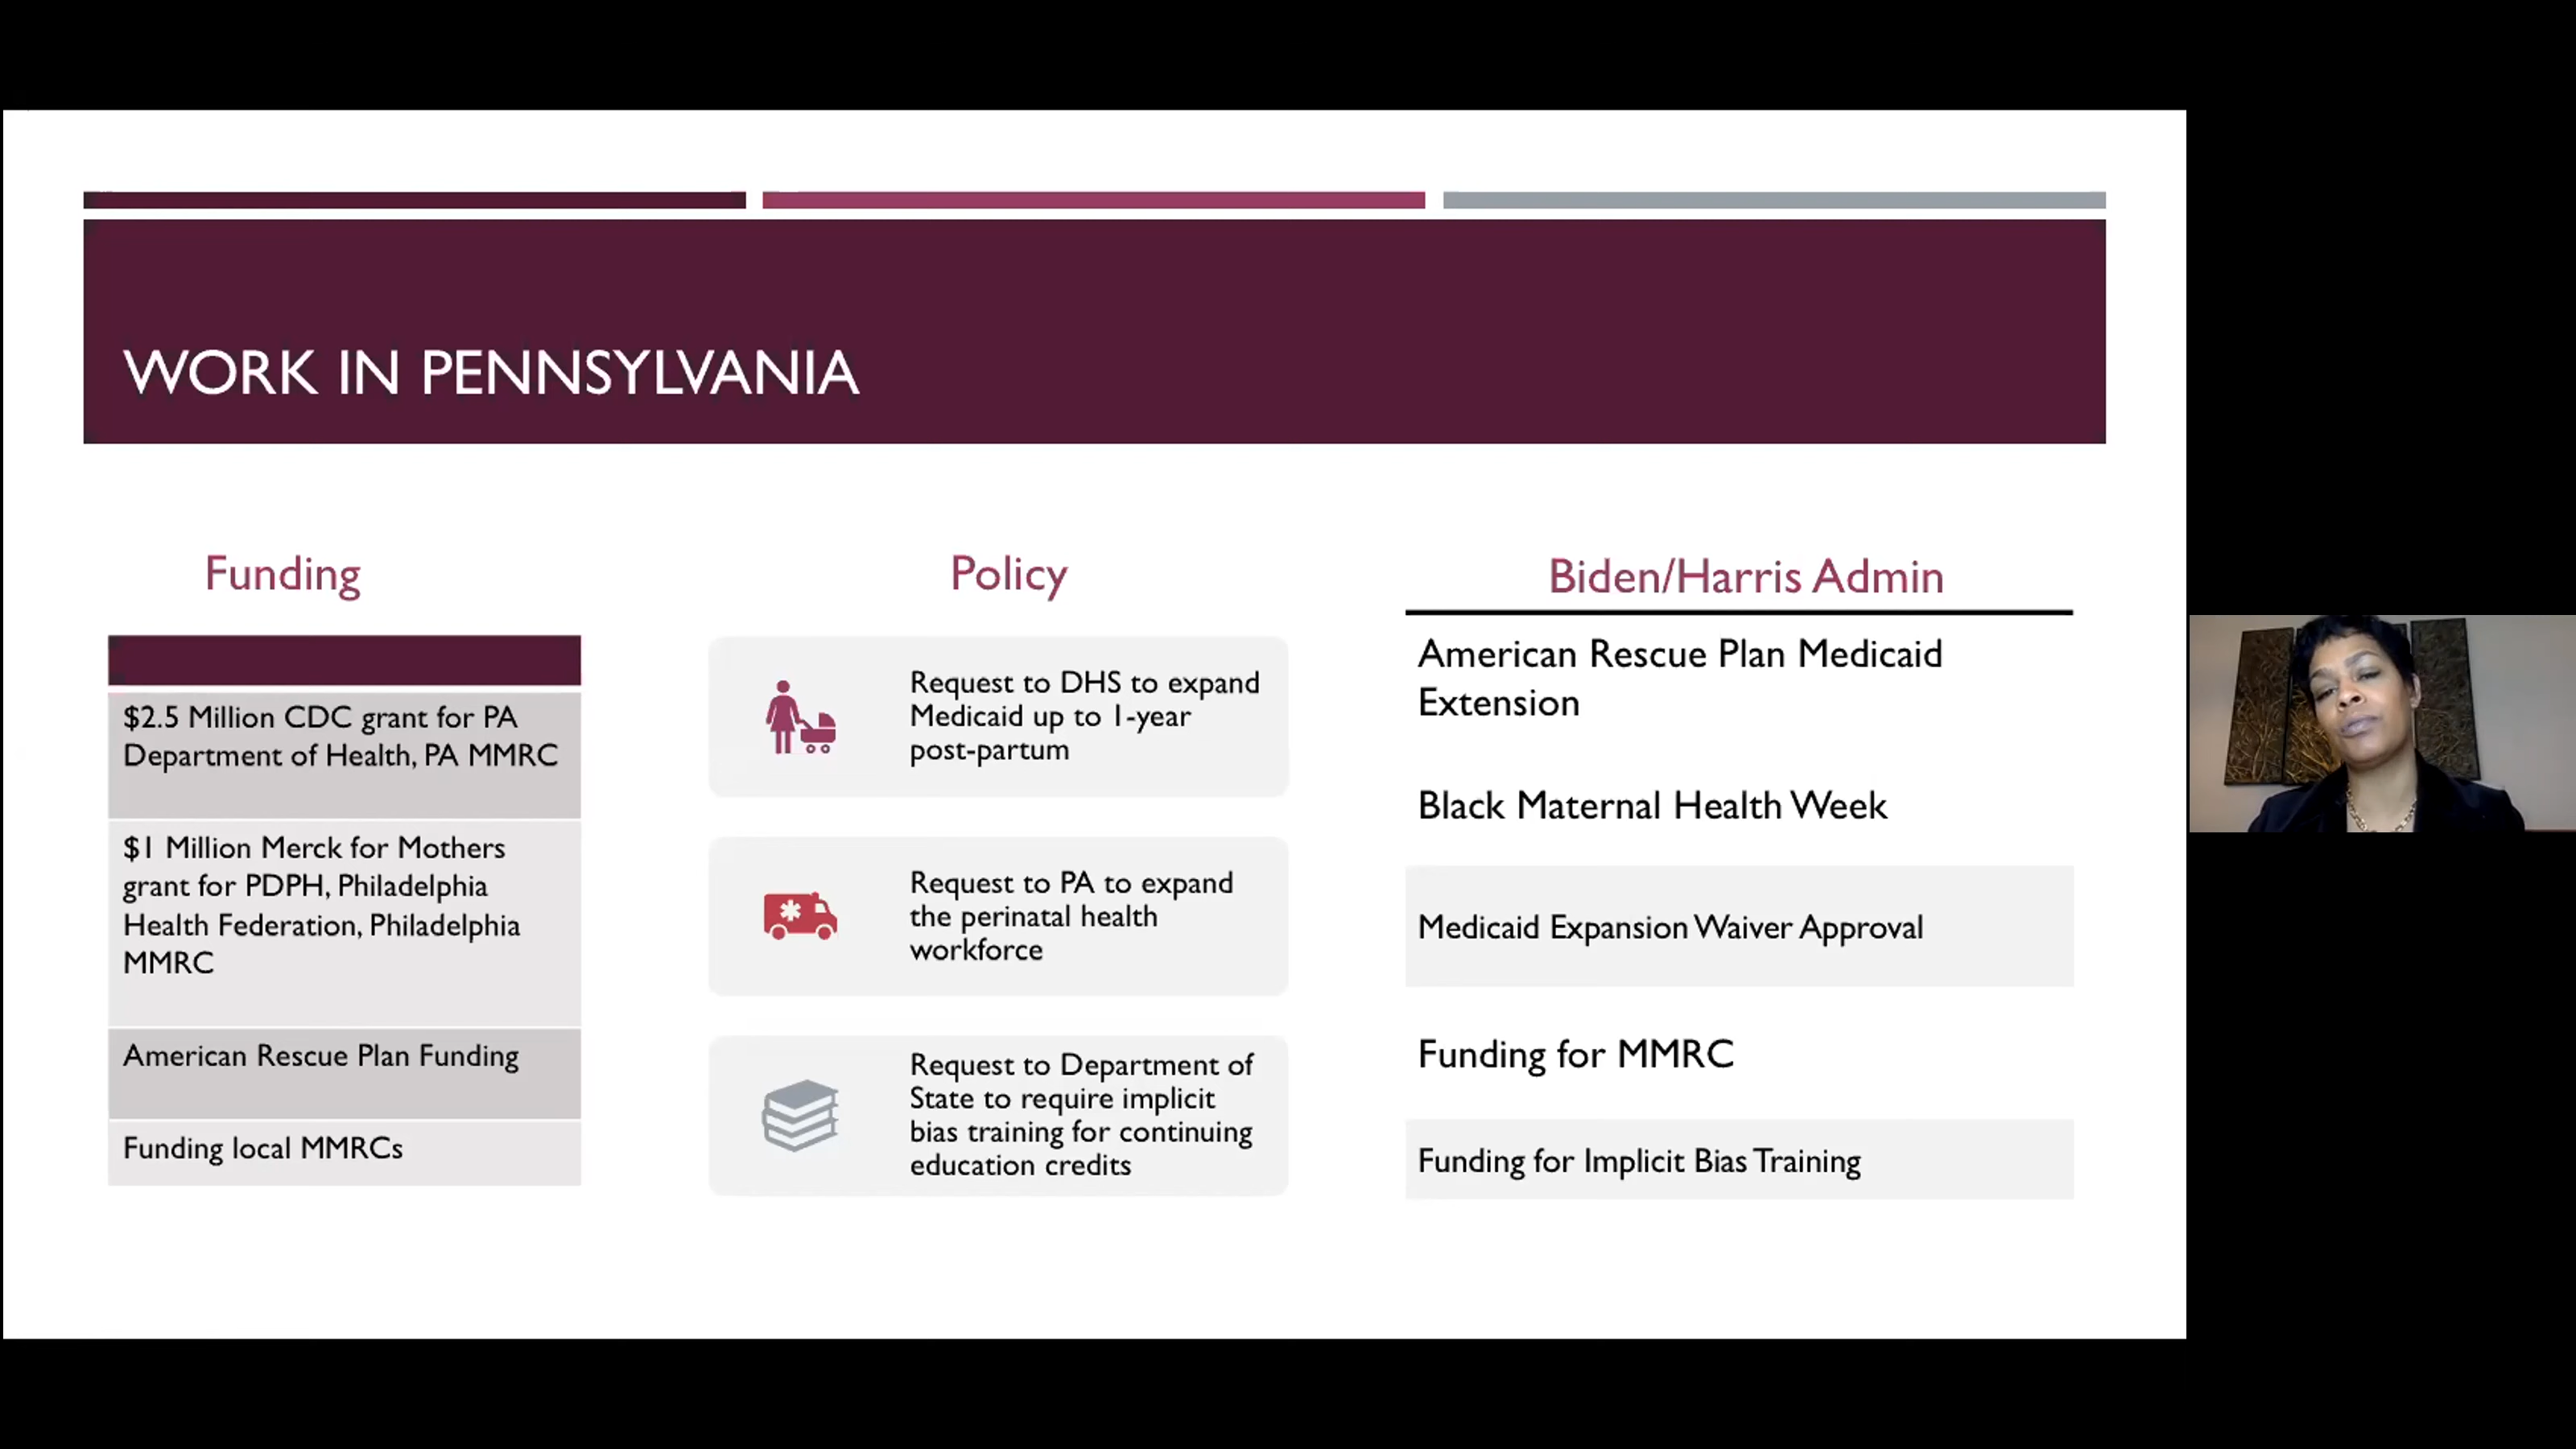 WORK IN PENNSYLVANIA
Funding
$2.5 Million CDC grant for PA
Department of Health, PA MMRC
$1 Million Merck for Mothers
grant for PDPH, Philadelphia
Health Federation, Philadelphia
MMRC
American Rescue Plan Funding
Funding local MMRCs
Policy
Request to DHS to expand
Medicaid up to 1-year
post-partum
Request to PA to expand
the perinatal health
workforce
Request to Department of
State to require implicit
bias training for continuing
education credits
Biden/Harris Admin
American Rescue Plan Medicaid
Extension
Black Maternal Health Week
Medicaid Expansion Waiver Approval
Funding for MMRC
Funding for Implicit Bias Training